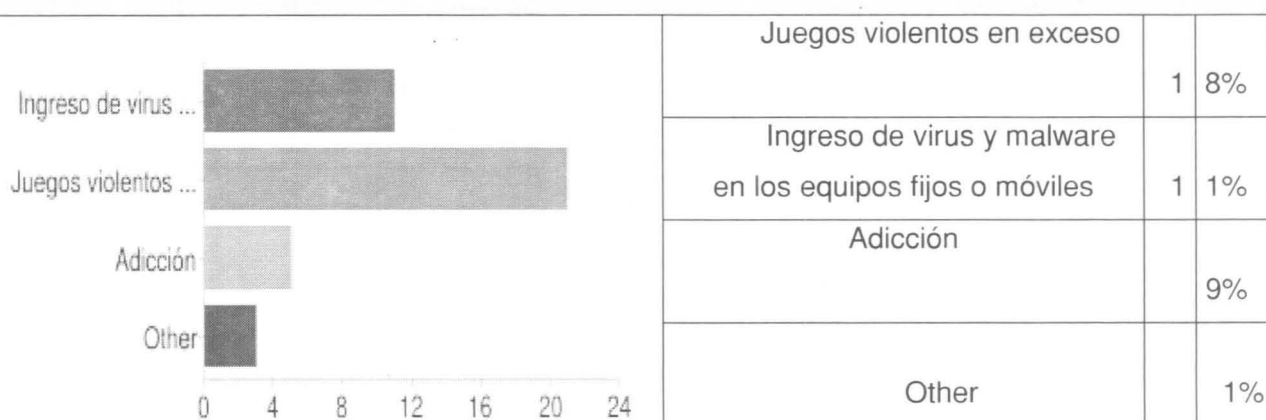 Ingreso de virus ...
Juegos violentos ...
Adicción
Other
0 4 8 12 16 20 24
Juegos violentos en exceso
1 8%
Ingreso de virus y malware
en los equipos fijos o móviles 1 1%
Adicción
9%
Other 1%